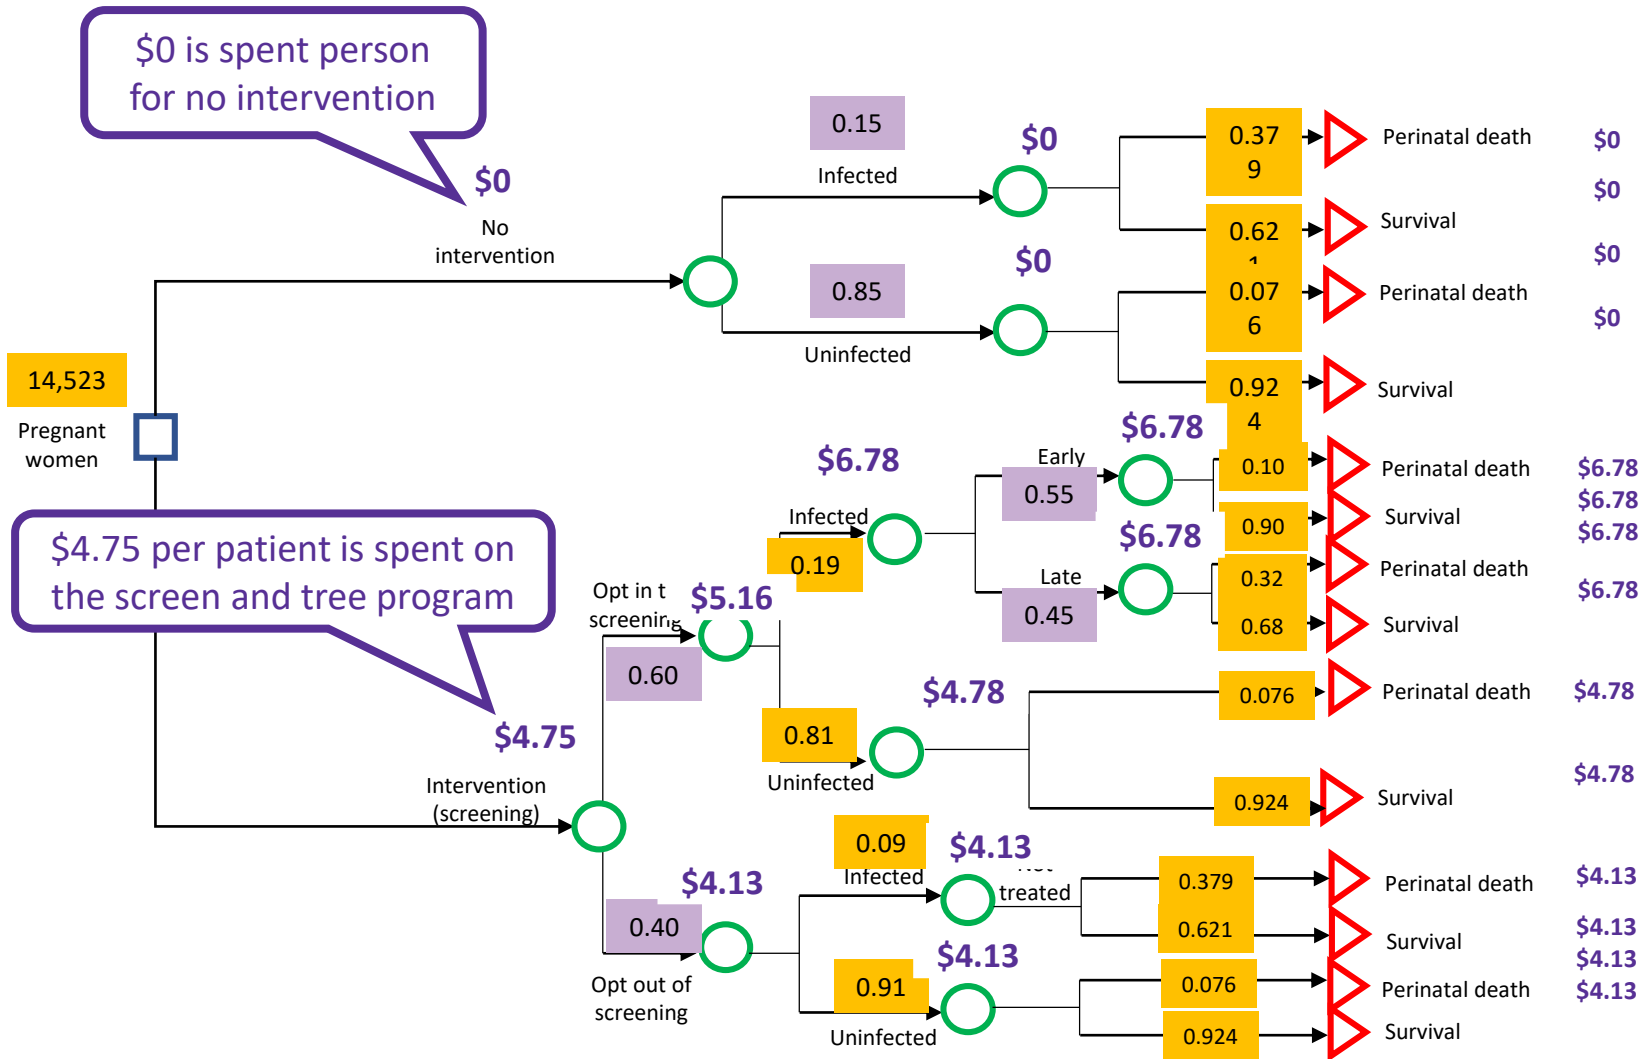 $0 is spent person
for no intervention
$0
No
intervention
0.15
Infected
$0
0.37
9
Perinatal death
$0
$0
0.62
Survival
$0
0.85
Uninfected
$0
0.07
6
Perinatal death
$0
0.92
4
Survival
14,523
Pregnant
women
$4.75 per patient is spent on
the screen and tree program
$4.75
Intervention
(screening)
Opt in t
screening
0.60
$5.16
Infected
0.19
$6.78
Early
0.55
$6.78
0.10
Perinatal death
$6.78
$6.78
0.90
Survival
$6.78
Late
0.45
$6.78
0.32
Perinatal death
$6.78
0.68
Survival
0.81
Uninfected
$4.78
0.076
Perinatal death
$4.78
0.924
Survival
$4.78
0.40
Opt out of
screening
$4.13
0.09
Infected
$4.13
treated
0.379
Perinatal death
$4.13
0.621
Survival
$4.13
0.91
Uninfected
$4.13
0.076
Perinatal death
$4.13
$4.13
0.924
Survival